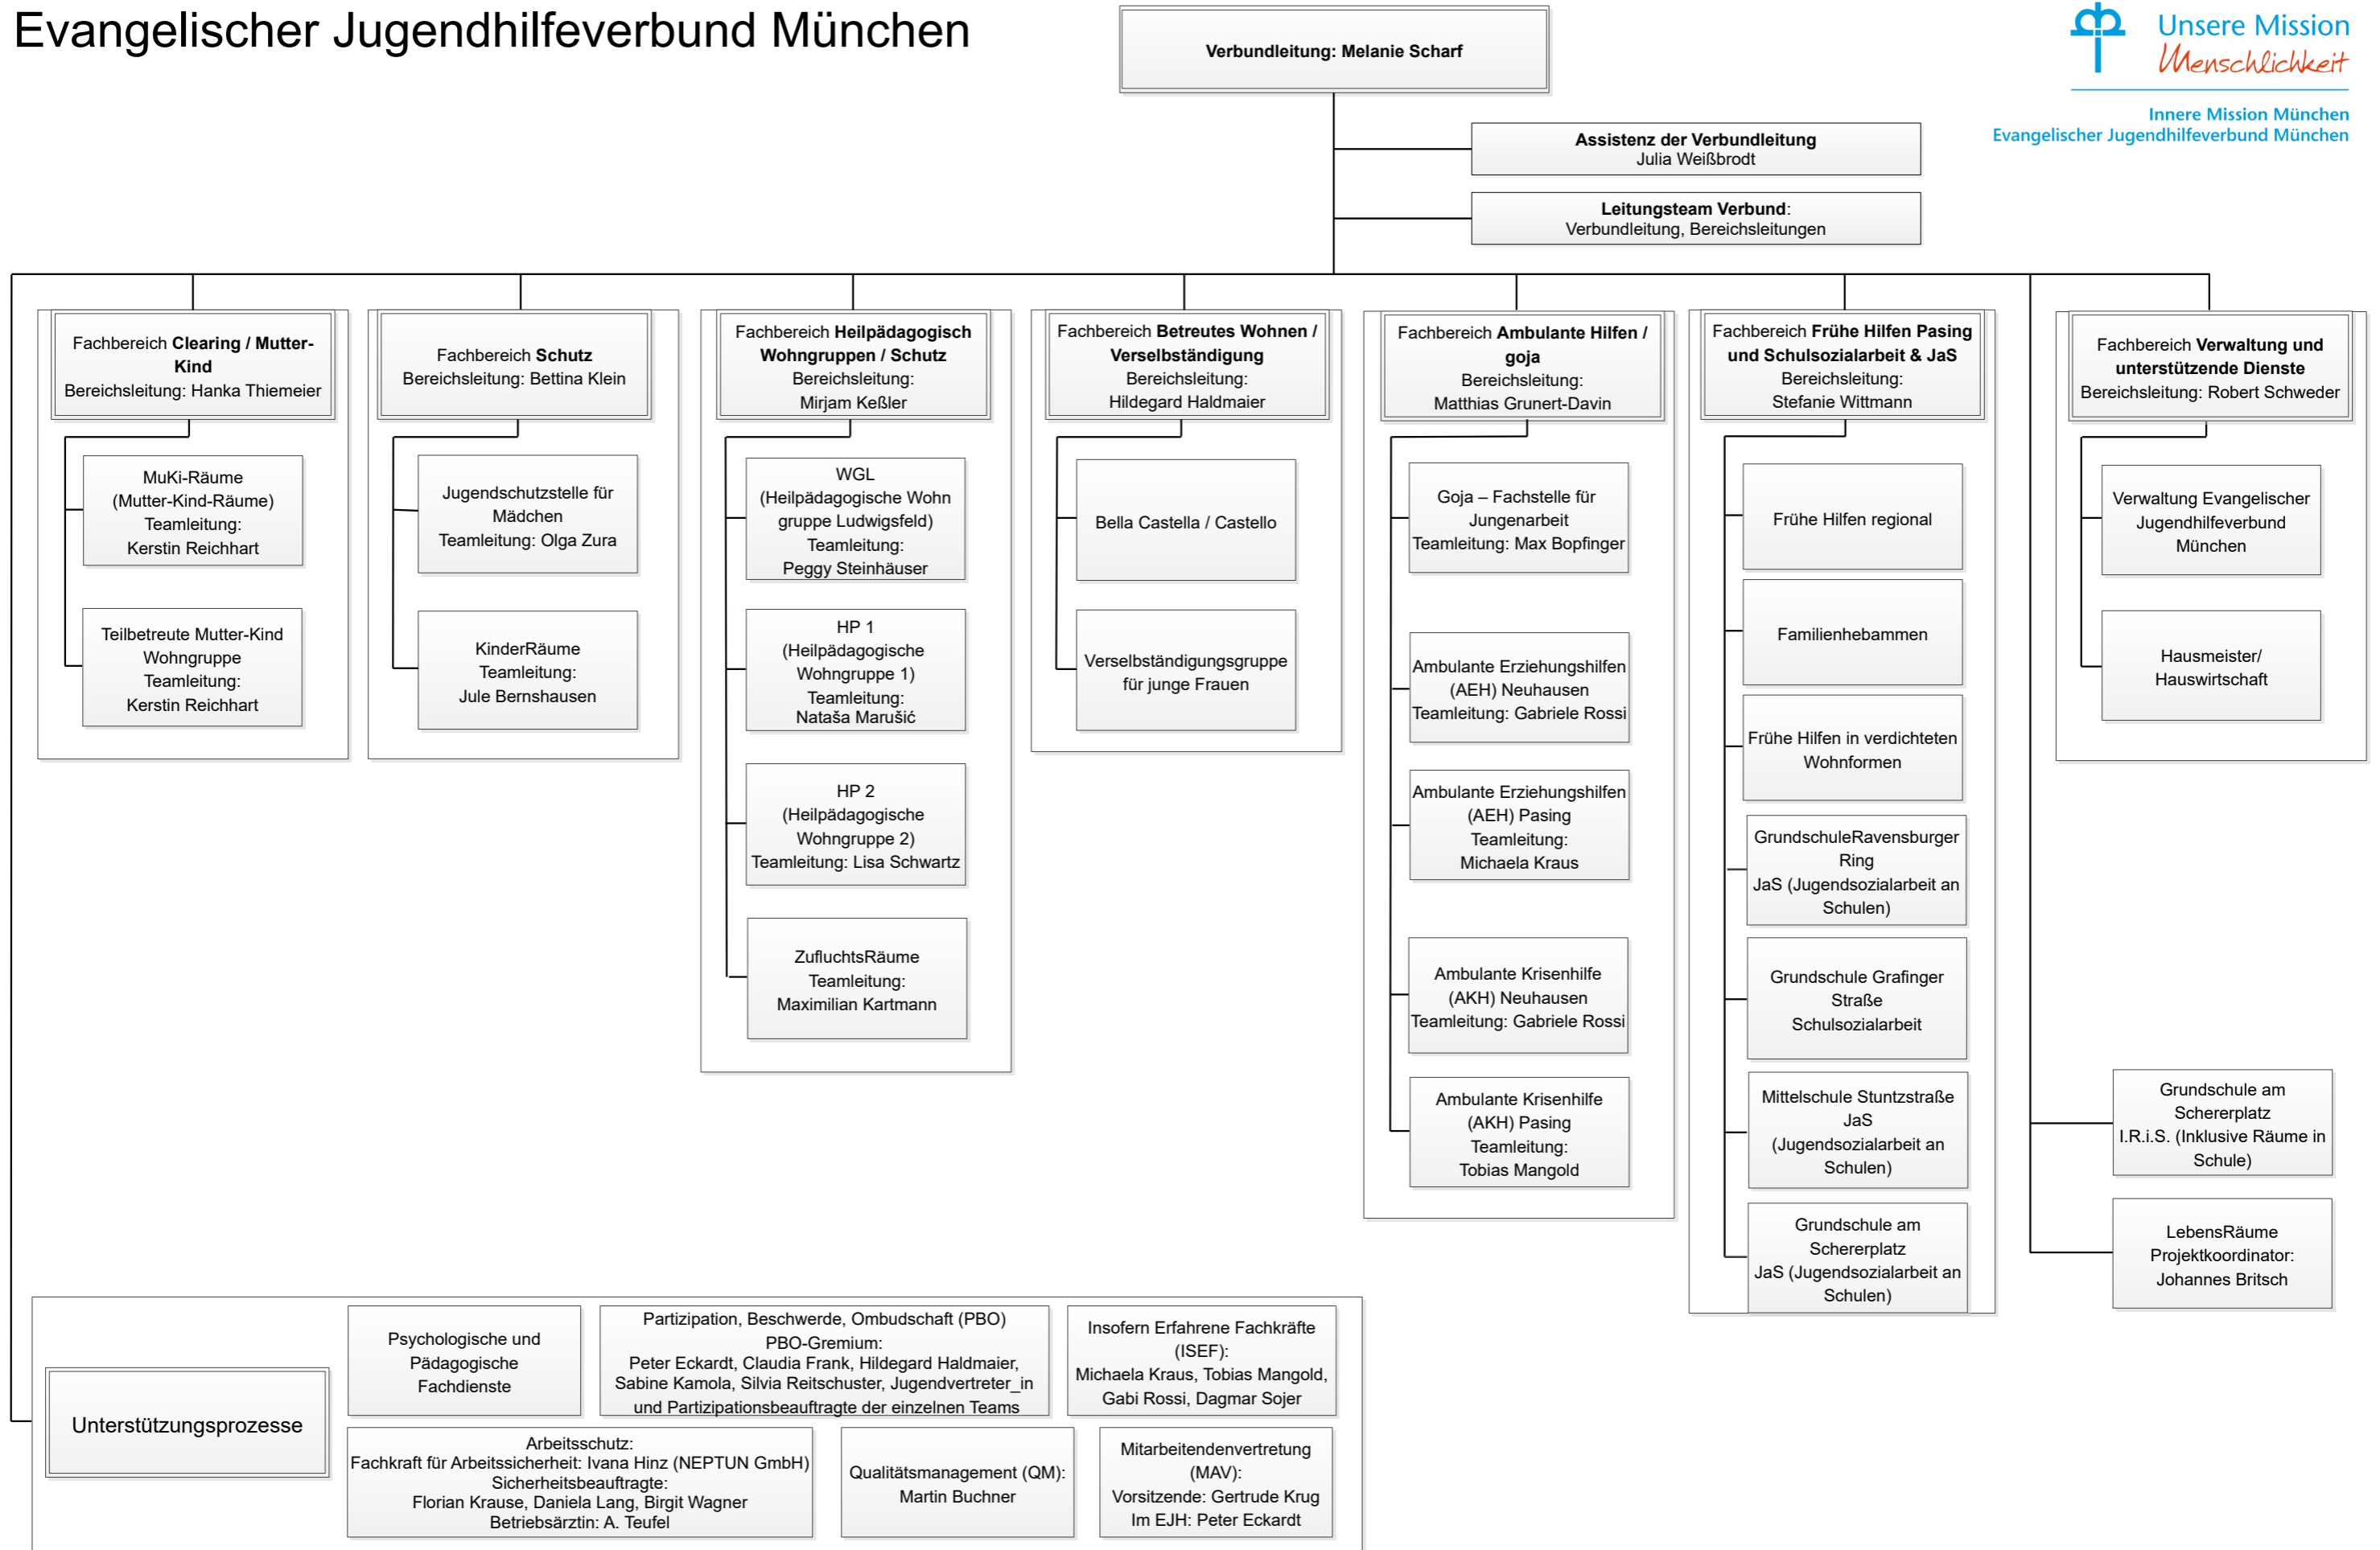 Evangelischer Jugendhilfeverbund München
Verbundleitung: Melanie Scharf
Unsere Mission
Menschlichkeit
Innere Mission München
Evangelischer Jugendhilfeverbund München
Assistenz der Verbundleitung
Julia Weißbrodt
Leitungsteam Verbund:
Verbundleitung, Bereichsleitungen
Fachbereich Clearing / Mutter-
Kind
Bereichsleitung: Hanka Thiemeier
MuKi-Räume
(Mutter-Kind-Räume)
Teamleitung:
Kerstin Reichhart
Teilbetreute Mutter-Kind
Wohngruppe
Teamleitung:
Kerstin Reichhart
Fachbereich Schutz
Bereichsleitung: Bettina Klein
Jugendschutzstelle für
Mädchen
Teamleitung: Olga Zura
KinderRäume
Teamleitung:
Jule Bernshausen
Fachbereich Heilpädagogisch
Wohngruppen / Schutz
Bereichsleitung:
Mirjam Keßler
WGL
(Heilpädagogische Wohn
gruppe Ludwigsfeld)
Teamleitung:
Peggy Steinhäuser
HP 1
(Heilpädagogische
Wohngruppe 1)
Teamleitung:
Nataša Marušić
HP 2
(Heilpädagogische
Wohngruppe 2)
Teamleitung: Lisa Schwartz
ZufluchtsRäume
Teamleitung:
Maximilian Kartmann
Fachbereich Betreutes Wohnen /
Verselbständigung
Bereichsleitung:
Hildegard Haldmaier
Bella Castella / Castello
Verselbständigungsgruppe
für junge Frauen
Fachbereich Ambulante Hilfen /
goja
Bereichsleitung:
Matthias Grunert-Davin
Goja – Fachstelle für
Jungenarbeit
Teamleitung: Max Bopfinger
Ambulante Erziehungshilfen
(AEH) Neuhausen
Teamleitung: Gabriele Rossi
Ambulante Erziehungshilfen
(AEH) Pasing
Teamleitung:
Michaela Kraus
Ambulante Krisenhilfe
(AKH) Neuhausen
Teamleitung: Gabriele Rossi
Ambulante Krisenhilfe
(AKH) Pasing
Teamleitung:
Tobias Mangold
Fachbereich Frühe Hilfen Pasing
und Schulsozialarbeit & JaS
Bereichsleitung:
Stefanie Wittmann
Frühe Hilfen regional
Familienhebammen
Frühe Hilfen in verdichteten
Wohnformen
GrundschuleRavensburger
Ring
JaS (Jugendsozialarbeit an
Schulen)
Grundschule Grafinger
Straße
Schulsozialarbeit
Mittelschule Stuntzstraße
JaS
(Jugendsozialarbeit an
Schulen)
Grundschule am
Schererplatz
JaS (Jugendsozialarbeit an
Schulen)
Fachbereich Verwaltung und
unterstützende Dienste
Bereichsleitung: Robert Schweder
Verwaltung Evangelischer
Jugendhilfeverbund
München
Hausmeister/
Hauswirtschaft
Grundschule am
Schererplatz
I.R.i.S. (Inklusive Räume in
Schule)
LebensRäume
Projektkoordinator:
Johannes Britsch
Unterstützungsprozesse
Psychologische und
Pädagogische
Fachdienste
Partizipation, Beschwerde, Ombudschaft (PBO)
PBO-Gremium:
Peter Eckardt, Claudia Frank, Hildegard Haldmaier,
Sabine Kamola, Silvia Reitschuster, Jugendvertreter_in
und Partizipationsbeauftragte der einzelnen Teams
Insofern Erfahrene Fachkräfte
(ISEF):
Michaela Kraus, Tobias Mangold,
Gabi Rossi, Dagmar Sojer
Arbeitsschutz:
Fachkraft für Arbeitssicherheit: Ivana Hinz (NEPTUN GmbH)
Sicherheitsbeauftragte:
Florian Krause, Daniela Lang, Birgit Wagner
Betriebsärztin: A. Teufel
Qualitätsmanagement (QM):
Martin Buchner
Mitarbeitendenvertretung
(MAV):
Vorsitzende: Gertrude Krug
Im EJH: Peter Eckardt